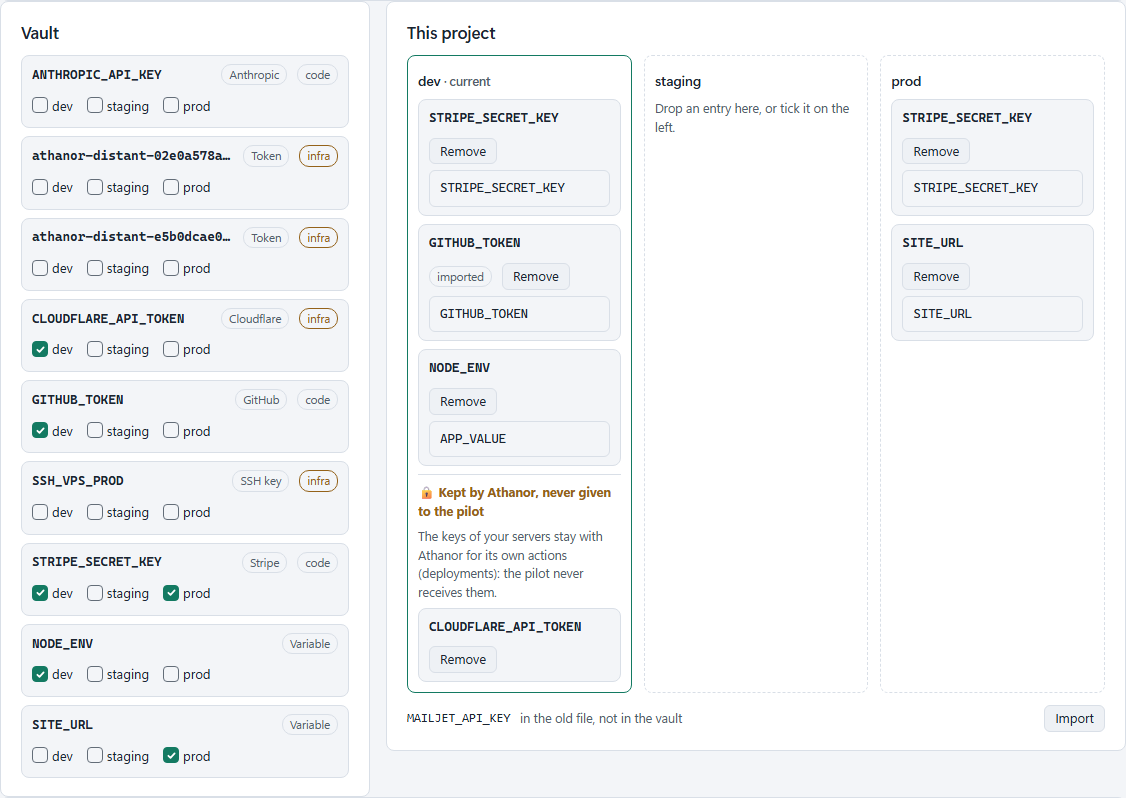 Vault
ANTHROPIC_API_KEY Anthropic code
dev staging prod
athanor-distant-02e0a578a… Token infra
dev staging prod
athanor-distant-e5b0dcae0… Token infra
dev staging prod
CLOUDFLARE_API_TOKEN Cloudflare infra
dev staging prod
GITHUB_TOKEN GitHub code
dev staging prod
SSH_VPS_PROD SSH key infra
dev staging prod
STRIPE_SECRET_KEY Stripe code
dev staging prod
NODE_ENV Variable
dev staging prod
SITE_URL Variable
dev staging prod
This project
dev · current
STRIPE_SECRET_KEY
Remove
STRIPE_SECRET_KEY
GITHUB_TOKEN
imported Remove
GITHUB_TOKEN
NODE_ENV
Remove
APP_VALUE
🔒 Kept by Athanor, never given
to the pilot
The keys of your servers stay with
Athanor for its own actions
(deployments): the pilot never
receives them.
CLOUDFLARE_API_TOKEN
Remove
staging
Drop an entry here, or tick it on the
left.
prod
STRIPE_SECRET_KEY
Remove
STRIPE_SECRET_KEY
SITE_URL
Remove
SITE_URL
MAILJET_API_KEY in the old file, not in the vault
Import